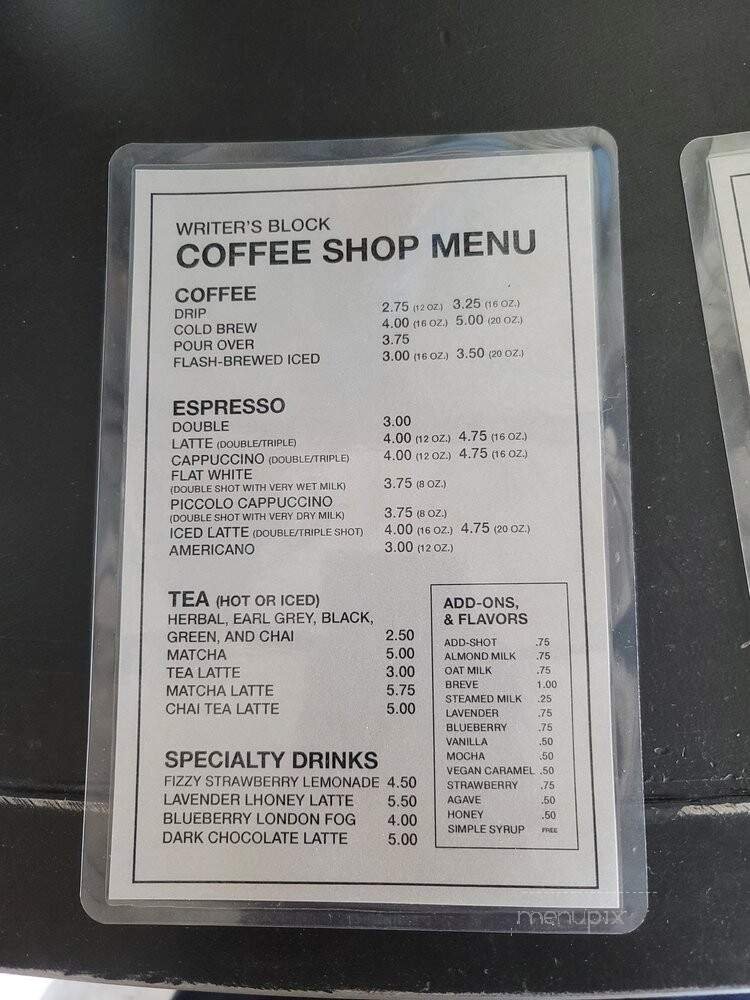 WRITER'S BLOCK
COFFEE SHOP MENU
COFFEE
DRIP 2.75 (12 OZ.) 3.25 (16 OZ.)
COLD BREW 4.00 (16 OZ.) 5.00 (20 OZ.)
POUR OVER 3.75
FLASH-BREWED ICED 3.00 (16 OZ.) 3.50 (20 OZ.)
ESPRESSO
DOUBLE 3.00
LATTE (DOUBLE/TRIPLE) 4.00 (12 OZ.) 4.75 (16 OZ.)
CAPPUCCINO (DOUBLE/TRIPLE) 4.00 (12 OZ.) 4.75 (16 OZ.)
FLAT WHITE
(DOUBLE SHOT WITH VERY WET MILK) 3.75 (8 OZ.)
PICCOLO CAPPUCCINO
(DOUBLE SHOT WITH VERY DRY MILK) 3.75 (8 OZ.)
ICED LATTE (DOUBLE/TRIPLE SHOT) 4.00 (16 OZ.) 4.75 (20 OZ.)
AMERICANO 3.00 (12 OZ.)
TEA (HOT OR ICED)
HERBAL, EARL GREY, BLACK,
GREEN, AND CHAI 2.50
MATCHA 5.00
TEA LATTE 3.00
MATCHA LATTE 5.75
CHAI TEA LATTE 5.00
SPECIALTY DRINKS
FIZZY STRAWBERRY LEMONADE 4.50
LAVENDER LHONEY LATTE 5.50
BLUEBERRY LONDON FOG 4.00
DARK CHOCOLATE LATTE 5.00
ADD-ONS,
& FLAVORS
ADD-SHOT .75
ALMOND MILK .75
OAT MILK .75
BREVE 1.00
STEAMED MILK .25
LAVENDER .75
BLUEBERRY .75
VANILLA .50
MOCHA .50
VEGAN CARAMEL .50
STRAWBERRY .75
AGAVE .50
HONEY .50
SIMPLE SYRUP FREE
menupix